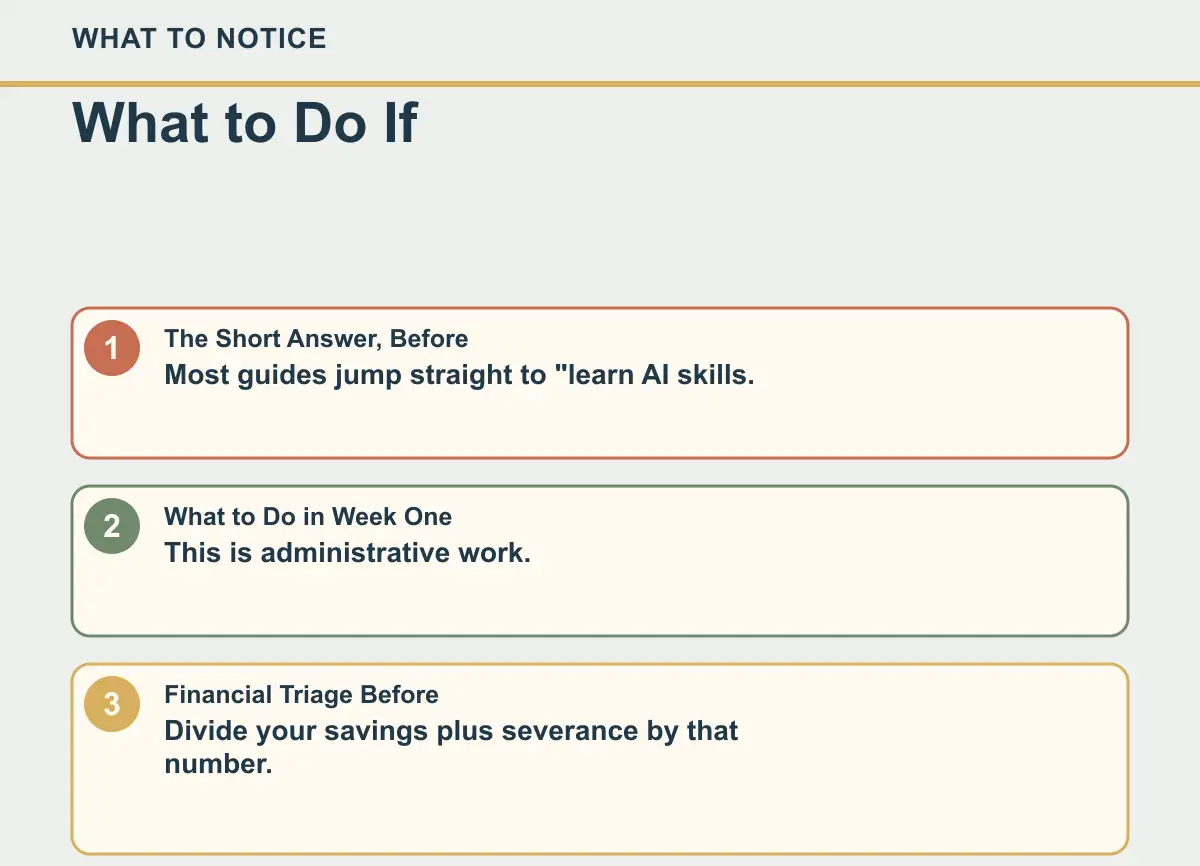 WHAT TO NOTICE
What to Do If
1
The Short Answer, Before
Most guides jump straight to "learn AI skills.
2
What to Do in Week One
This is administrative work.
3
Financial Triage Before
Divide your savings plus severance by that
number.